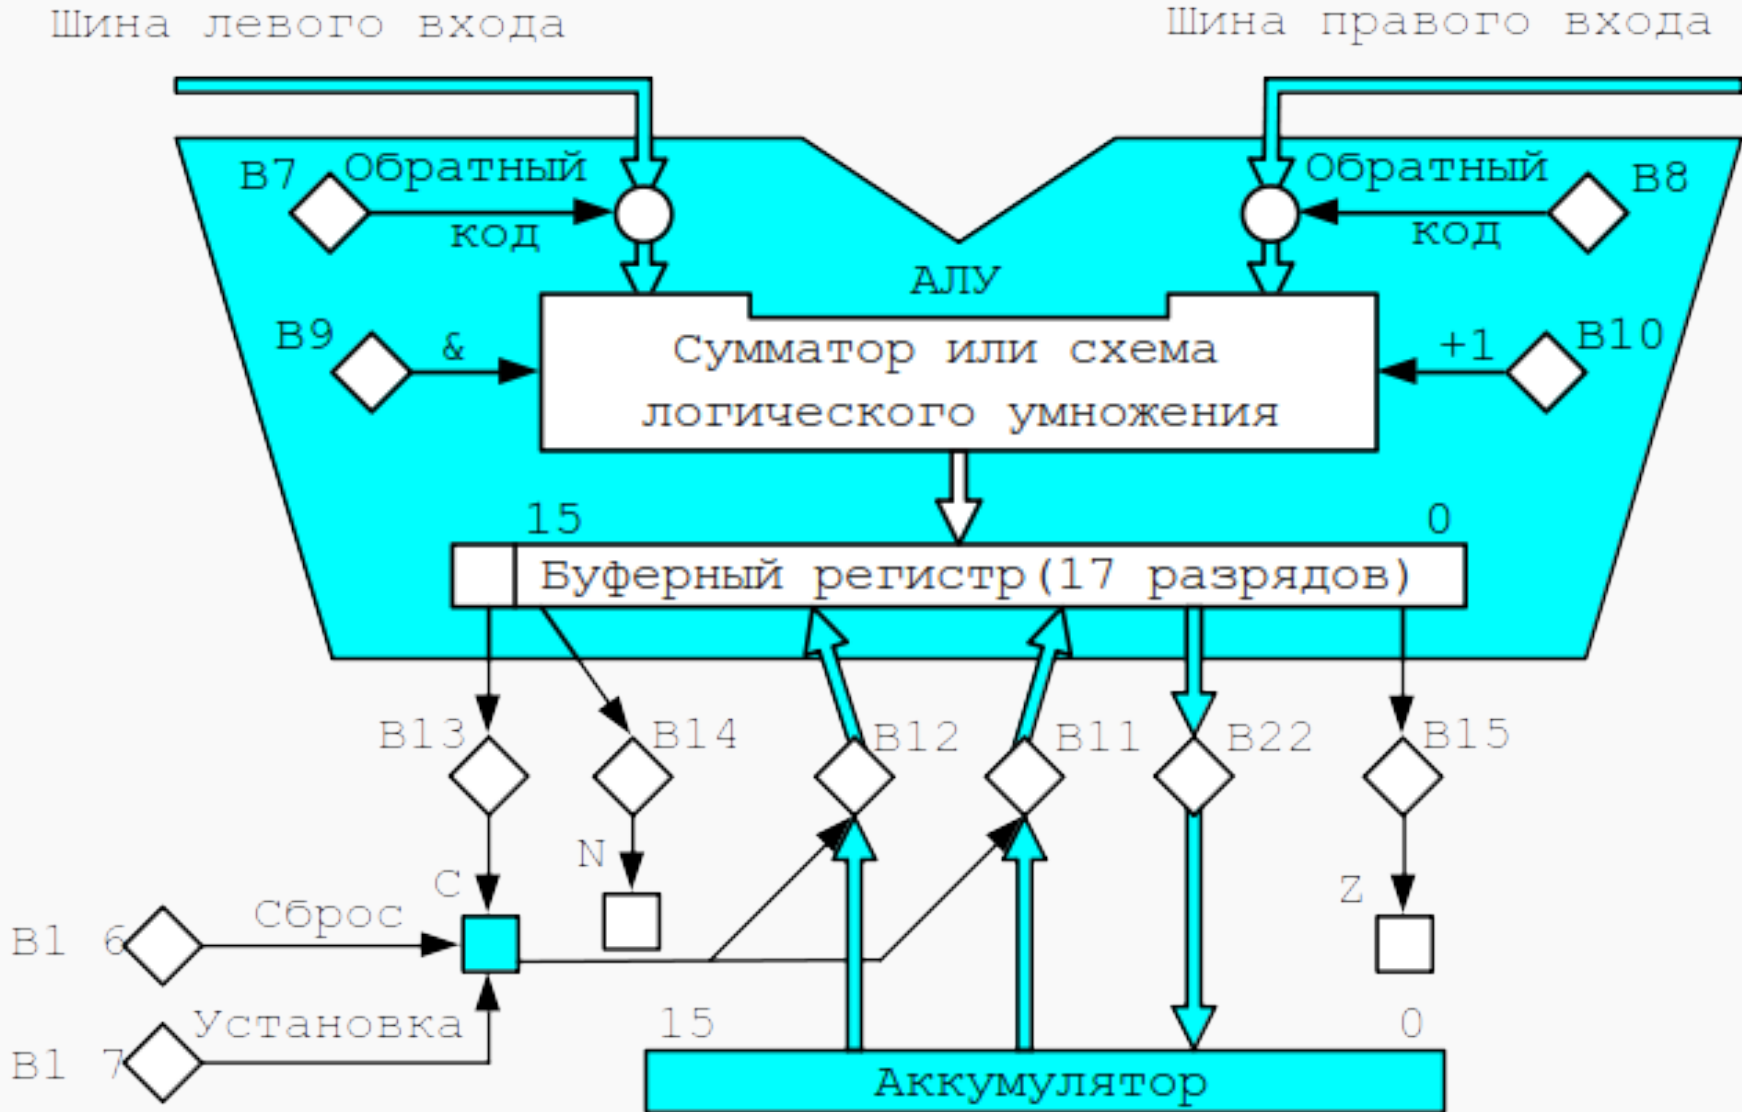 Шина левого входа
Шина правого входа
В7
Обратный
код
Обратный
код
В8
АЛУ
В9
&
Сумматор или схема
логического умножения
+1
В10
15
0
Буферный регистр(17 разрядов)
В13
В14
В12
В11
В22
В15
N
C
Z
В1 6
Сброс
В1 7
Установка
15
0
Аккумулятор